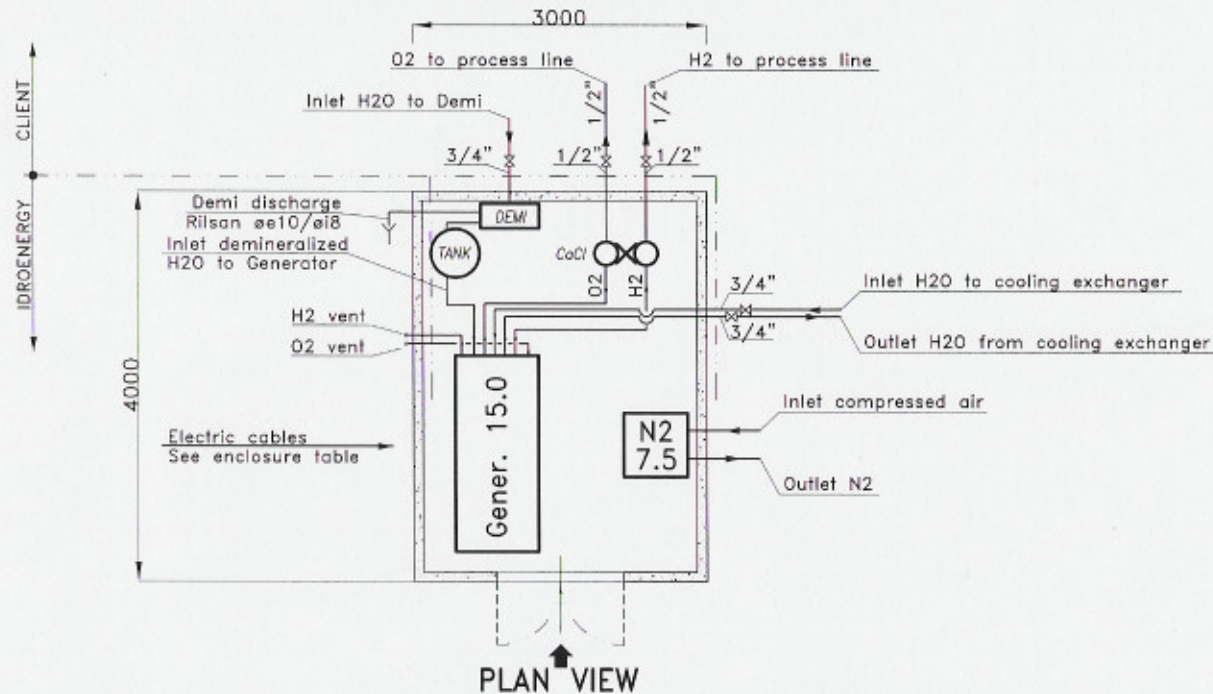 3000
O2 to process line
H2 to process line
CLIENT
Inlet H2O to Demi
1/2"
1/2"
3/4"
1/2"
1/2"
IDROENERGY
Demi discharge
Rilsan øe10/øi8
DEMI
Inlet demineralized
H2O to Generator
TANK
CaCl
O2
H2
3/4"
Inlet H2O to cooling exchanger
3/4"
Outlet H2O from cooling exchanger
H2 vent
O2 vent
4000
Gener. 15.0
Inlet compressed air
N2
7.5
Electric cables
See enclosure table
Outlet N2
PLAN VIEW